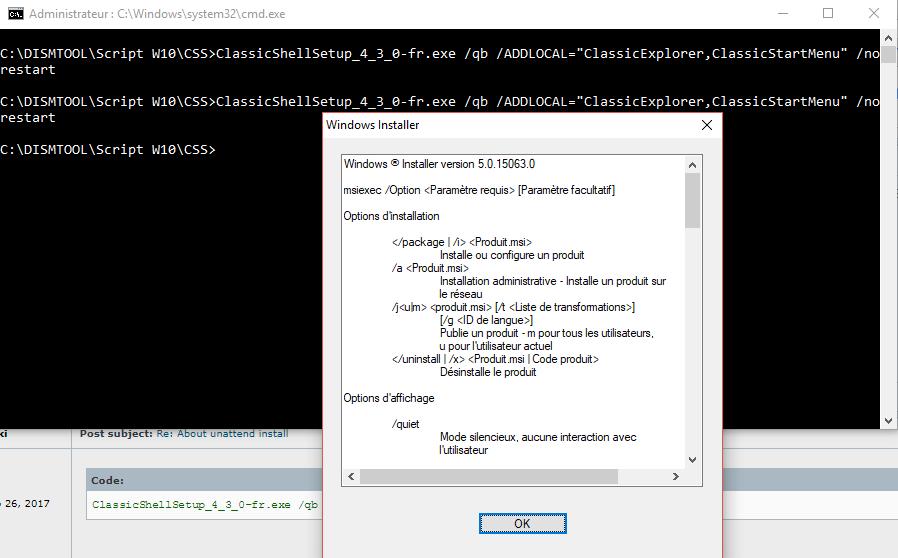 Administrateur : C:\Windows\system32\cmd.exe
C:\DISMTOOL\Script W10\CSS>ClassicShellSetup_4_3_0-fr.exe /qb /ADDLOCAL="ClassicExplorer,ClassicStartMenu" /no
restart
C:\DISMTOOL\Script W10\CSS>ClassicShellSetup_4_3_0-fr.exe /qb /ADDLOCAL="ClassicExplorer,ClassicStartMenu" /no
restart
C:\DISMTOOL\Script W10\CSS>
Windows Installer
Windows ® Installer version 5.0.15063.0
msiexec /Option <Paramètre requis> [Paramètre facultatif]
Options d'installation
</package | /i> <Produit.msi>
Installe ou configure un produit
/a <Produit.msi>
Installation administrative - Installe un produit sur
le réseau
/j<u|m> <produit.msi> [/t <Liste de transformations>]
[/g <ID de langue>]
Publie un produit - m pour tous les utilisateurs,
u pour l'utilisateur actuel
</uninstall | /x> <Produit.msi | Code produit>
Désinstalle le produit
Options d'affichage
/quiet
Mode silencieux, aucune interaction avec
l'utilisateur
OK
ki
Post subject: Re: About unattend install
Code:
26, 2017
ClassicShellSetup_4_3_0-fr.exe /qb